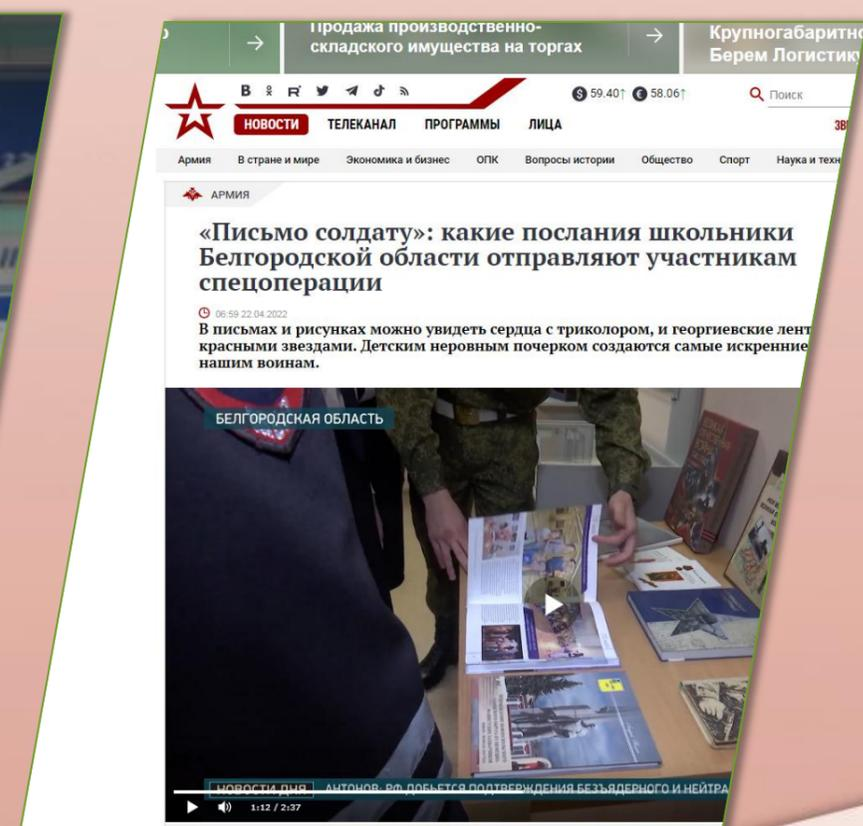 Продажа производственно-
складского имущества на торгах
Крупногабаритно
Берем Логистик
59.40↑ 58.06↑
Поиск
НОВОСТИ ТЕЛЕКАНАЛ ПРОГРАММЫ ЛИЦА
Армия В стране и мире Экономика и бизнес ОПК Вопросы истории Общество Спорт Наука и техн
АРМИЯ
«Письмо солдату»: какие послания школьники
Белгородской области отправляют участникам
спецоперации
06:59 22.04.2022
В письмах и рисунках можно увидеть сердца с триколором, и георгиевские лент
красными звездами. Детским неровным почерком создаются самые искренние
нашим воинам.
БЕЛГОРОДСКАЯ ОБЛАСТЬ
НОВОСТИ ДНЯ АНТОНОВ: РФ ДОБЬЕТСЯ ПОДТВЕРЖДЕНИЯ БЕЗЪЯДЕРНОГО И НЕЙТРА
1:12 / 2:37